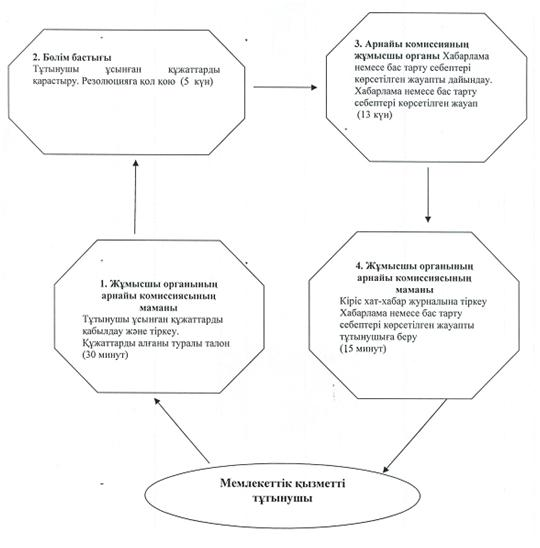 2. Бөлім бастығы
Тұтынушы ұсынған құжаттарды
қарастыру. Резолюцияға қол қою (5 күн)
3. Арнайы комиссияның
жұмысшы органы Хабарлама
немесе бас тарту себептері
көрсетілген жауапты дайындау.
Хабарлама немесе бас тарту
себептері көрсетілген жауап
(13 күн)
1. Жұмысшы органының
арнайы комиссиясының
маманы
Тұтынушы ұсынған құжаттарды
қабылдау және тіркеу.
Құжаттарды алғаны туралы талон
(30 минут)
4. Жұмысшы органының
арнайы комиссиясының
маманы
Кіріс хат-хабар журналына тіркеу
Хабарлама немесе бас тарту
себептері көрсетілген жауапты
тұтынушыға беру
(15 минут)
Мемлекеттік қызметті
тұтынушы